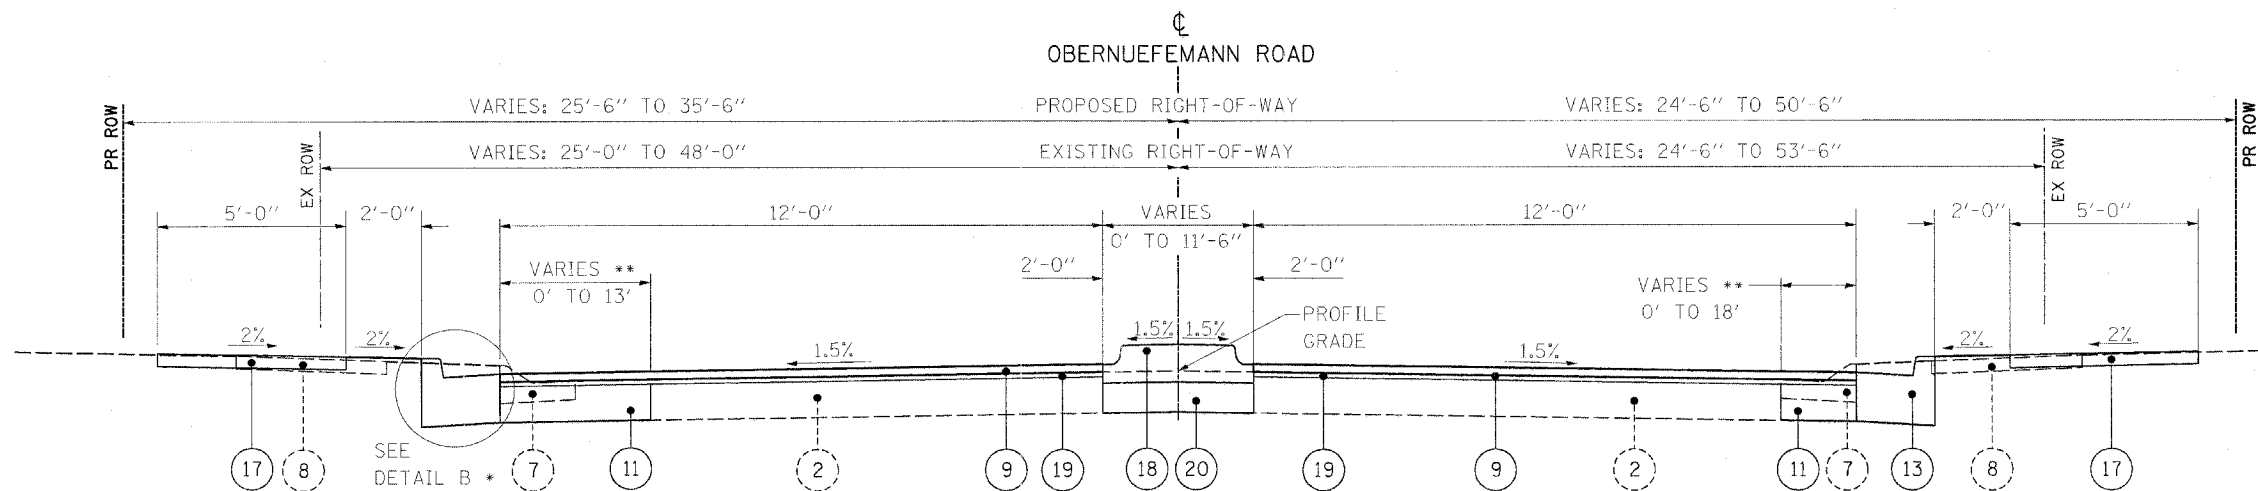 ℄
OBERNUEFEMANN ROAD
VARIES: 25'-6" TO 35'-6"
PROPOSED RIGHT-OF-WAY
VARIES: 24'-6" TO 50'-6"
PR ROW
PR ROW
VARIES: 25'-0" TO 48'-0"
EXISTING RIGHT-OF-WAY
VARIES: 24'-6" TO 53'-6"
EX ROW
EX ROW
5'-0"
2'-0"
12'-0"
VARIES
0' TO 11'-6"
12'-0"
2'-0"
5'-0"
VARIES **
0' TO 13'
2'-0"
2'-0"
VARIES **
0' TO 18'
PROFILE
GRADE
2%
2%
1.5%
1.5%
1.5%
1.5%
2%
2%
SEE
DETAIL B *
17
8
7
11
2
9
19
18
20
19
9
2
11
7
13
8
17